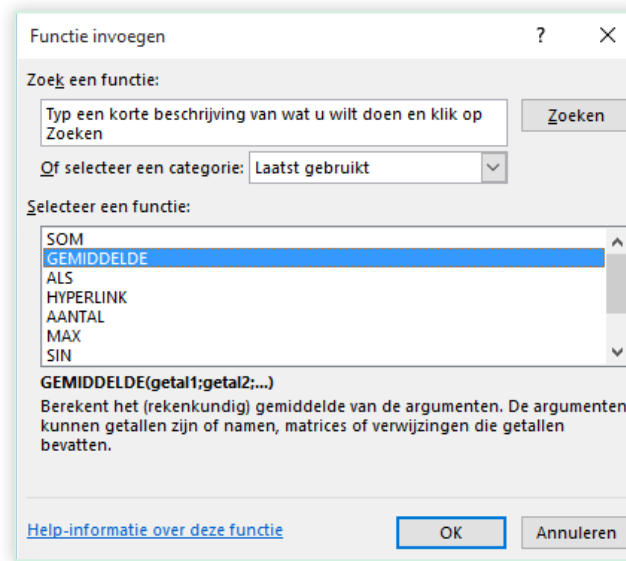 Functie invoegen ? ×
Zoek een functie:
Typ een korte beschrijving van wat u wilt doen en klik op
Zoeken
Zoeken
Of selecteer een categorie: Laatst gebruikt
Selecteer een functie:
SOM
GEMIDDELDE
ALS
HYPERLINK
AANTAL
MAX
SIN
GEMIDDELDE(getal1;getal2;...)
Berekent het (rekenkundig) gemiddelde van de argumenten. De argumenten
kunnen getallen zijn of namen, matrices of verwijzingen die getallen
bevatten.
Help-informatie over deze functie
OK
Annuleren